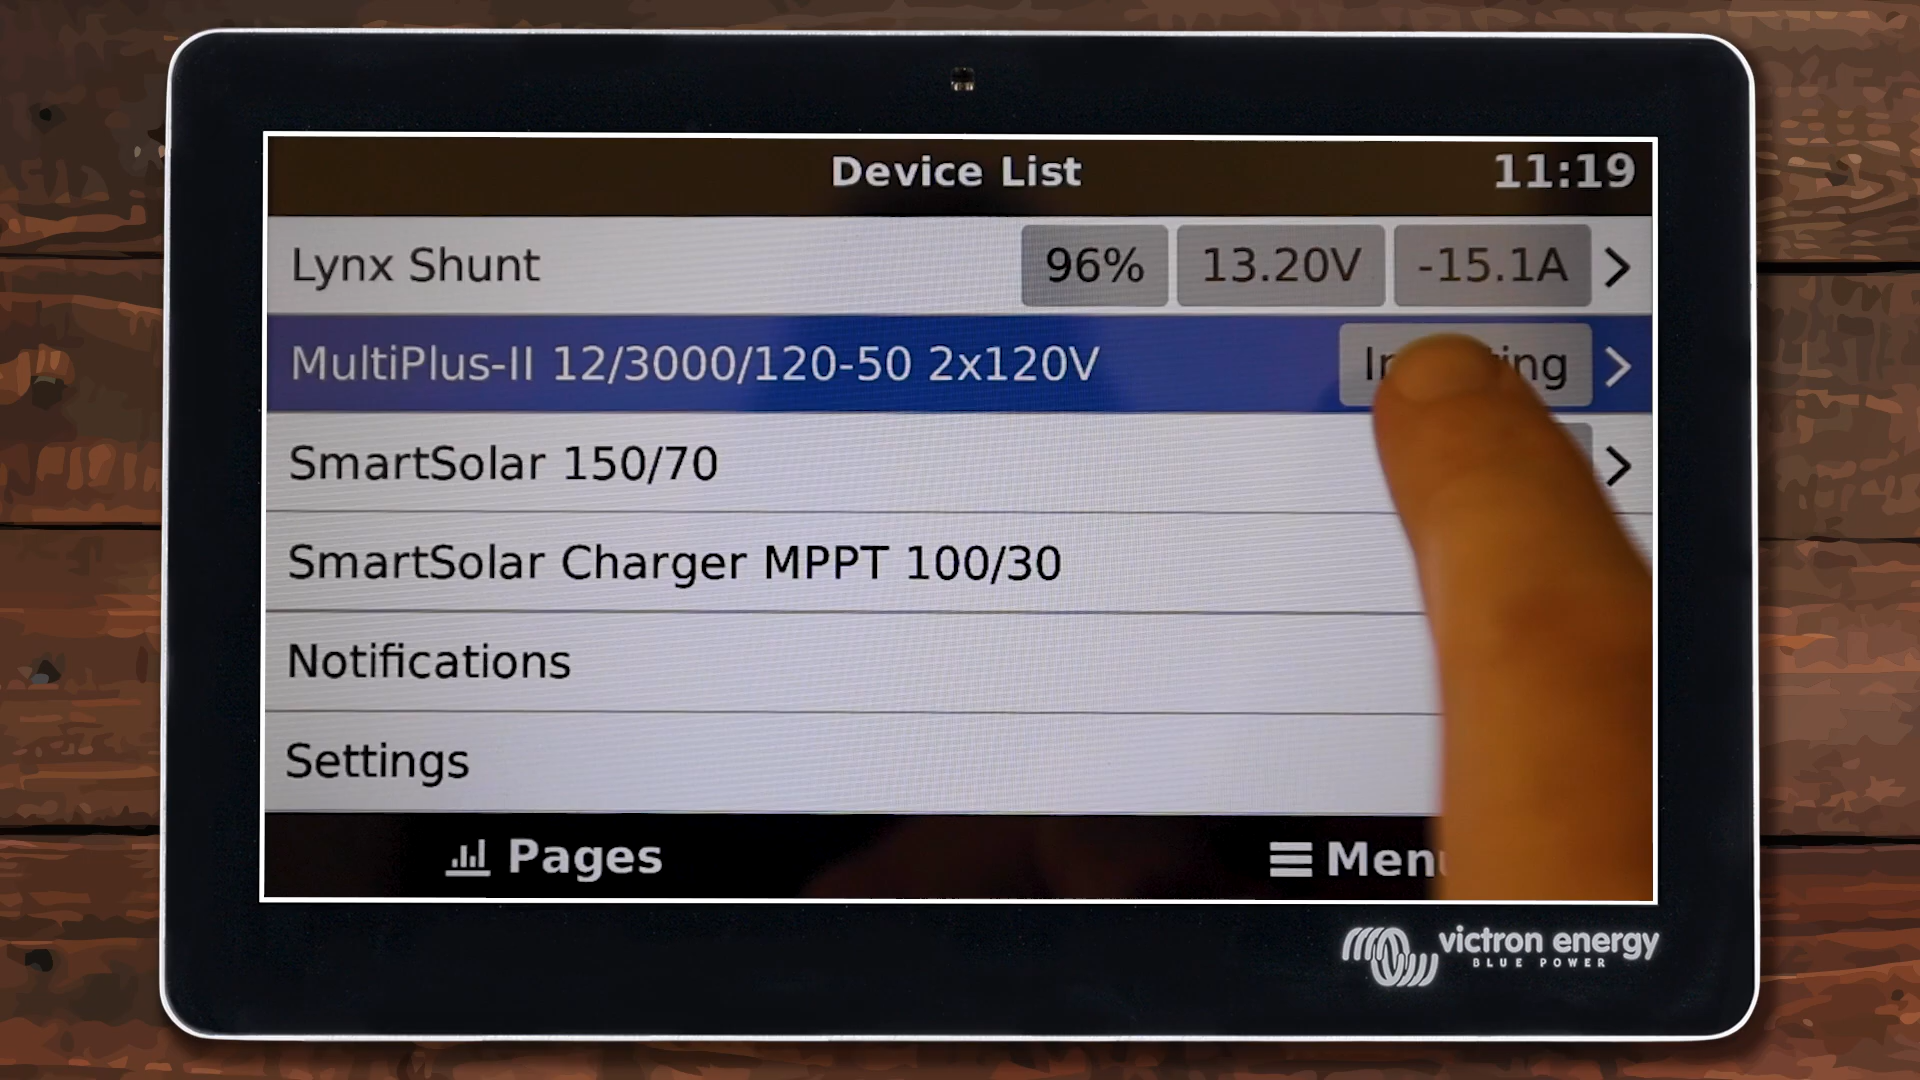 Device List 11:19
Lynx Shunt 96% 13.20V -15.1A
MultiPlus-II 12/3000/120-50 2x120V
SmartSolar 150/70
SmartSolar Charger MPPT 100/30
Notifications
Settings
Pages
victron energy
BLUE POWER